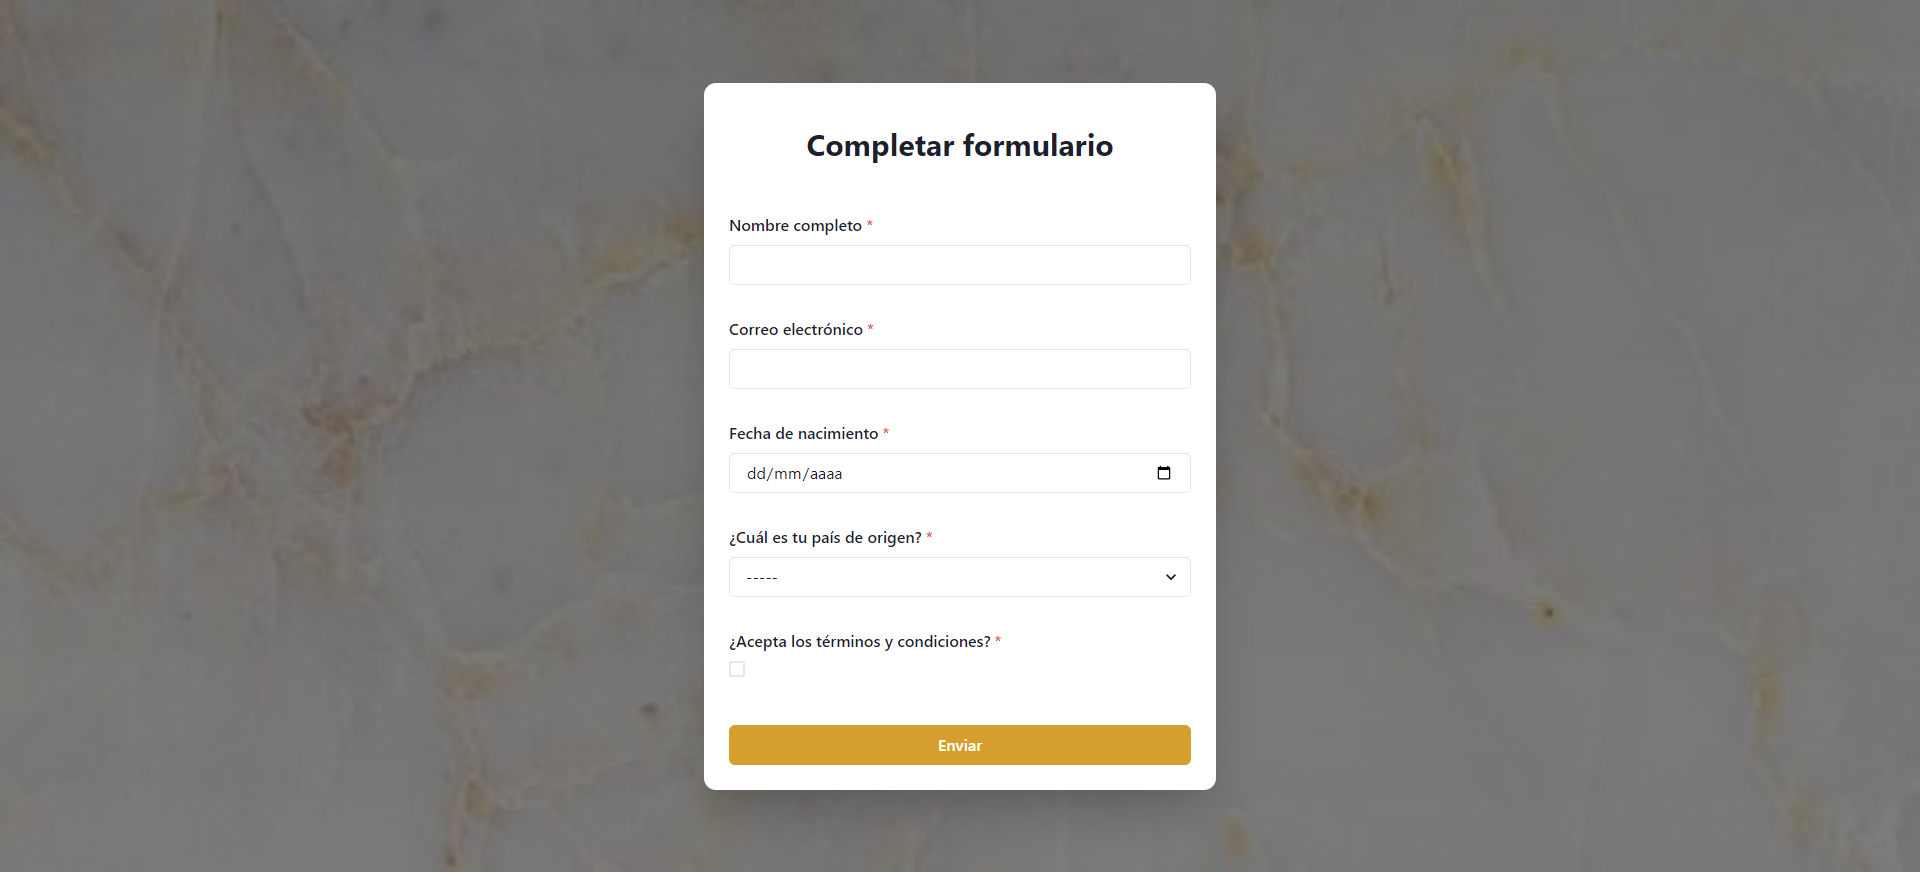 Completar formulario
Nombre completo *
Correo electrónico *
Fecha de nacimiento *
dd/mm/aaaa
¿Cuál es tu país de origen? *
-----
¿Acepta los términos y condiciones? *
Enviar